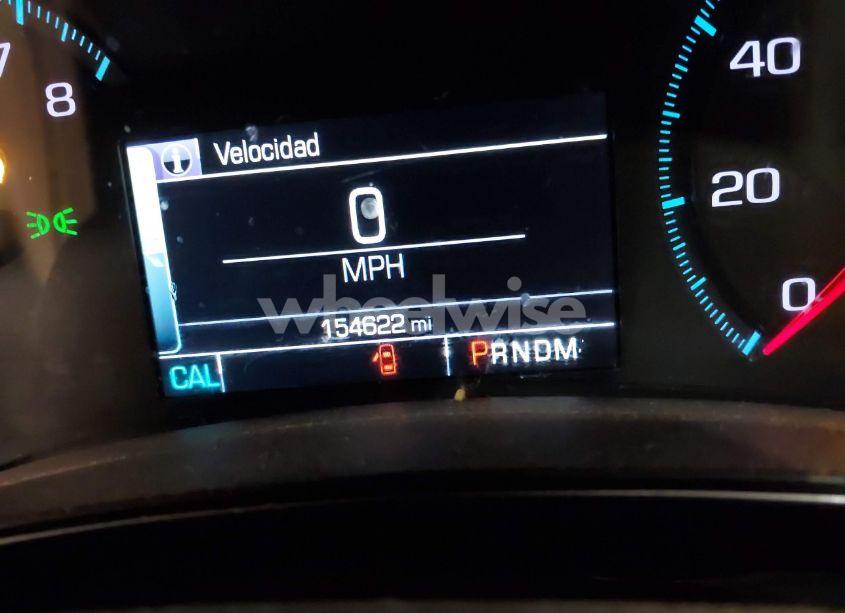 7
8
40
20
0
Velocidad
0
MPH
wheelwise
154622 mi
CAL
PRNDM